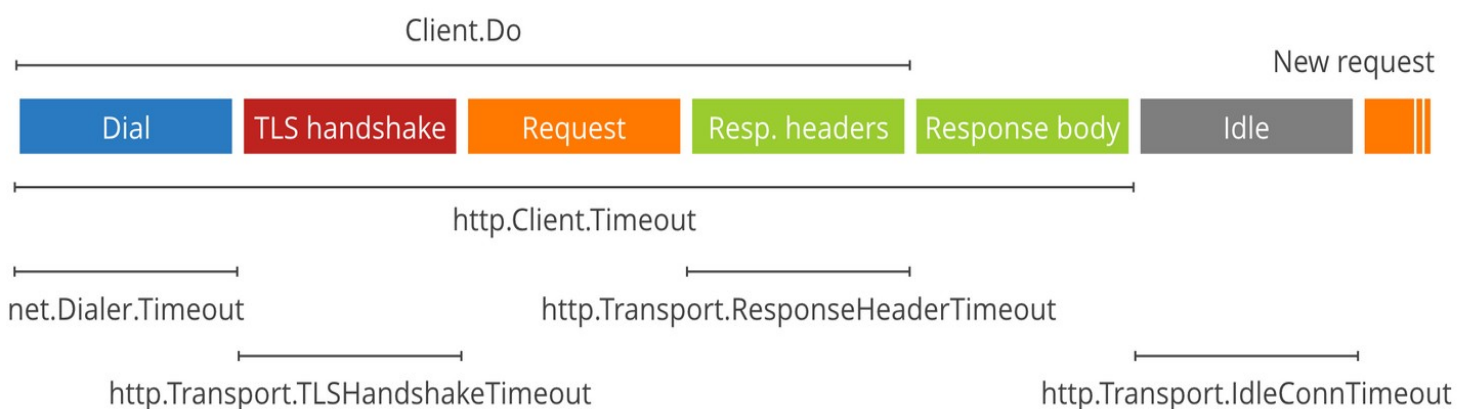 Client.Do
New request
Dial
TLS handshake
Request
Resp. headers
Response body
Idle
http.Client.Timeout
net.Dialer.Timeout
http.Transport.ResponseHeaderTimeout
http.Transport.TLSHandshakeTimeout
http.Transport.IdleConnTimeout